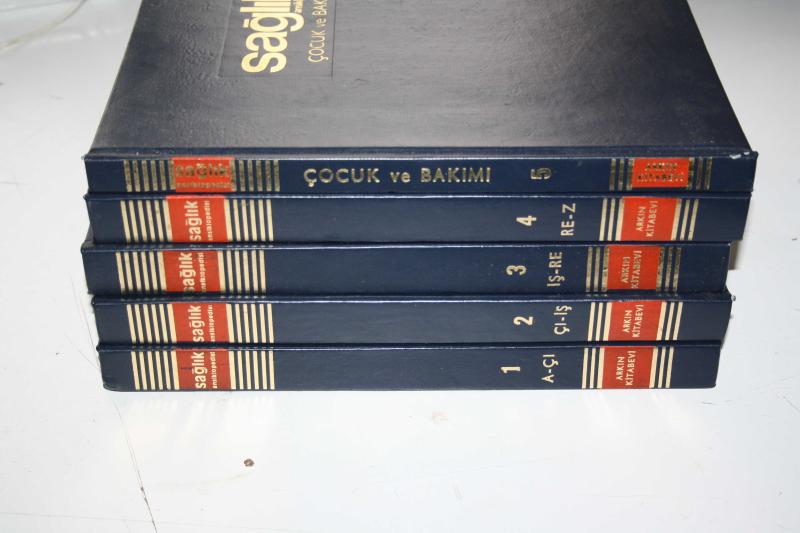 sağlık
ÇOCUK ve BAK
sağlık
ansiklopedisi
ÇOCUK ve BAKIMI
5
ARKIN
KİTABEVİ
sağlık
ansiklopedisi
4
RE-Z
ARKIN
KİTABEVİ
sağlık
ansiklopedisi
3
İŞ-RE
ARKIN
KİTABEVİ
sağlık
ansiklopedisi
2
ÇI-İŞ
ARKIN
KİTABEVİ
sağlık
ansiklopedisi
1
A-ÇI
ARKIN
KİTABEVİ